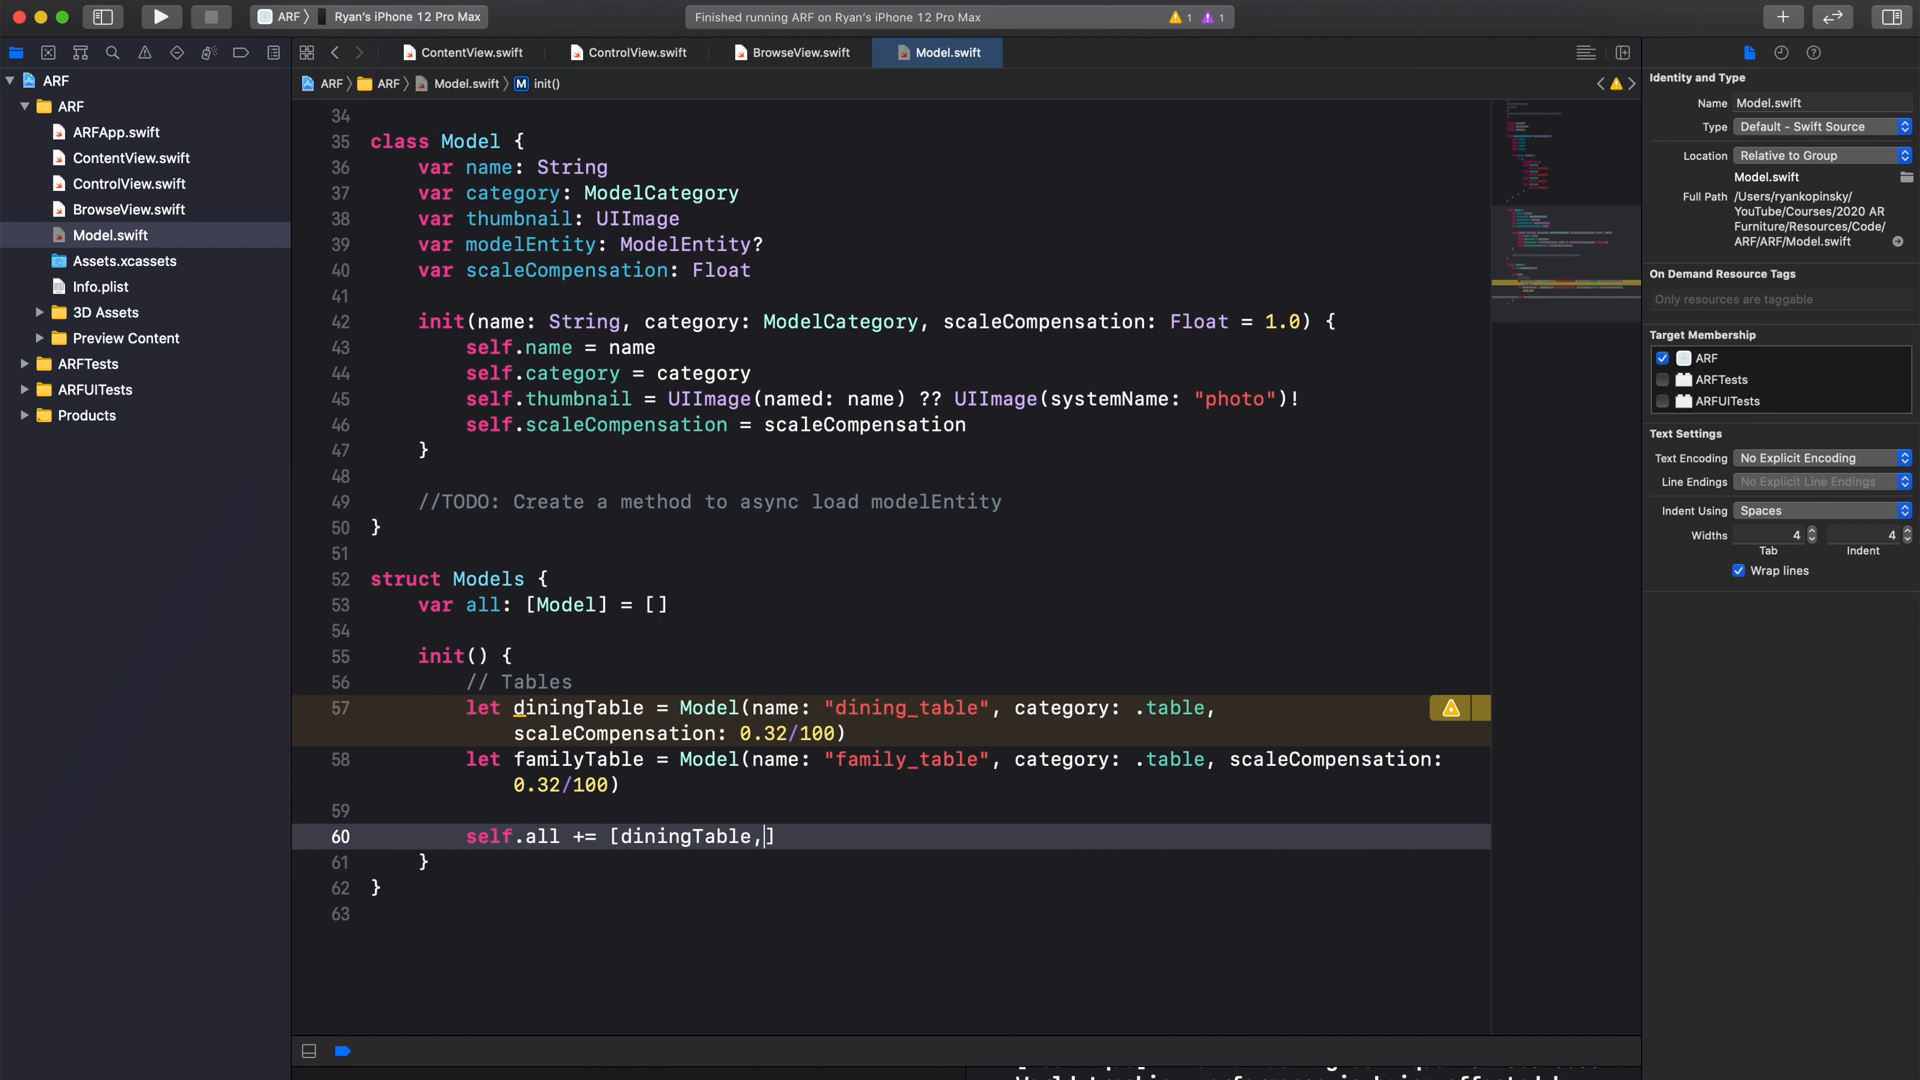 ARF
Ryan's iPhone 12 Pro Max
Finished running ARF on Ryan's iPhone 12 Pro Max
1
1
ContentView.swift
ControlView.swift
BrowseView.swift
Model.swift
ARF
ARF
Model.swift
M
init()
ARF
ARF
ARFApp.swift
ContentView.swift
ControlView.swift
BrowseView.swift
Model.swift
Assets.xcassets
Info.plist
3D Assets
Preview Content
ARFTests
ARFUITests
Products
34
35 class Model {
36 var name: String
37 var category: ModelCategory
38 var thumbnail: UIImage
39 var modelEntity: ModelEntity?
40 var scaleCompensation: Float
41
42 init(name: String, category: ModelCategory, scaleCompensation: Float = 1.0) {
43 self.name = name
44 self.category = category
45 self.thumbnail = UIImage(named: name) ?? UIImage(systemName: "photo")!
46 self.scaleCompensation = scaleCompensation
47 }
48
49 //TODO: Create a method to async load modelEntity
50 }
51
52 struct Models {
53 var all: [Model] = []
54
55 init() {
56 // Tables
57 let diningTable = Model(name: "dining_table", category: .table,
scaleCompensation: 0.32/100)
58 let familyTable = Model(name: "family_table", category: .table, scaleCompensation:
0.32/100)
59
60 self.all += [diningTable,]
61 }
62 }
63
Identity and Type
Name Model.swift
Type Default - Swift Source
Location Relative to Group
Model.swift
Full Path /Users/ryankopinsky/
YouTube/Courses/2020 AR
Furniture/Resources/Code/
ARF/ARF/Model.swift
On Demand Resource Tags
Only resources are taggable
Target Membership
ARF
ARFTests
ARFUITests
Text Settings
Text Encoding No Explicit Encoding
Line Endings No Explicit Line Endings
Indent Using Spaces
Widths 4 4
Tab Indent
Wrap lines